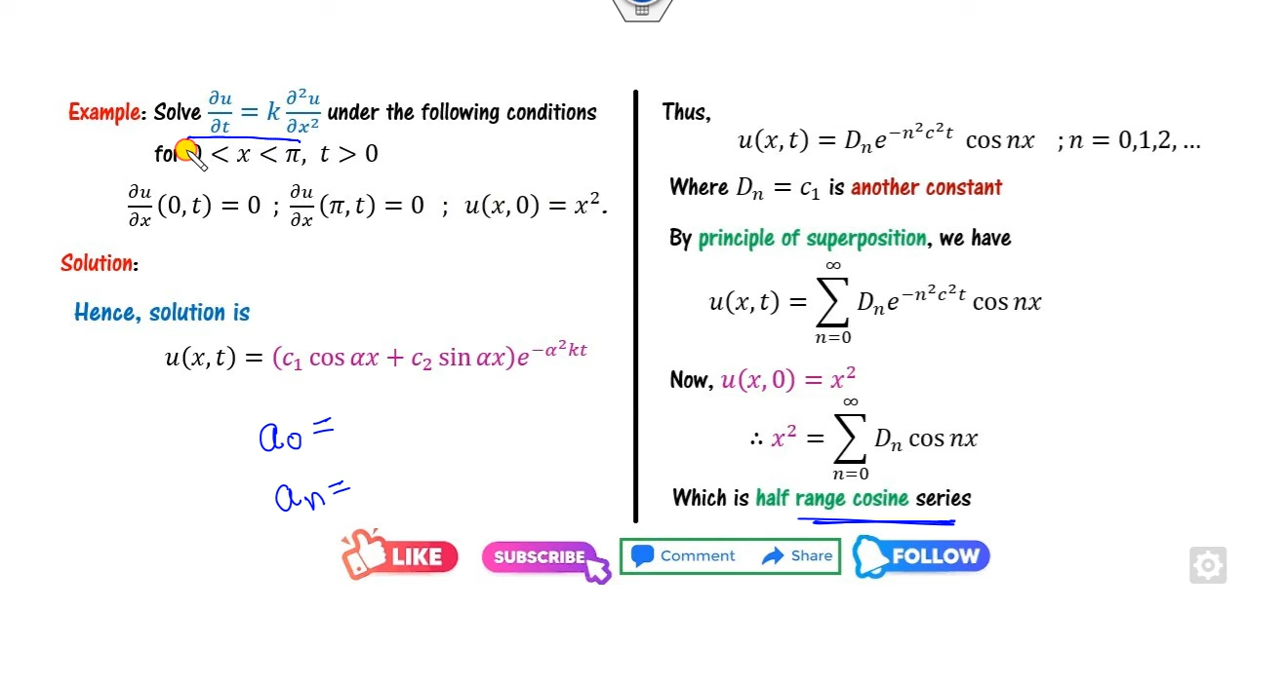 Example: Solve ∂u/∂t = k ∂²u/∂x² under the following conditions
for 0 < x < π, t > 0
∂u/∂x (0, t) = 0 ; ∂u/∂x (π, t) = 0 ; u(x, 0) = x².
Solution:
Hence, solution is
u(x, t) = (c₁ cos αx + c₂ sin αx)e^{−α²kt}
a₀ =
aₙ =
Thus,
u(x, t) = Dₙe^{−n²c²t} cos nx ; n = 0,1,2, …
Where Dₙ = c₁ is another constant
By principle of superposition, we have
u(x, t) = ∑_{n=0}^{∞} Dₙe^{−n²c²t} cos nx
Now, u(x, 0) = x²
∴ x² = ∑_{n=0}^{∞} Dₙ cos nx
Which is half range cosine series
LIKE
SUBSCRIBE
Comment
Share
FOLLOW